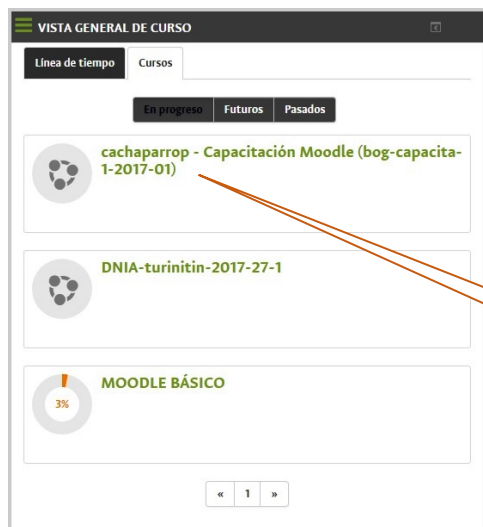 VISTA GENERAL DE CURSO
Línea de tiempo Cursos
En progreso Futuros Pasados
cachaparrop - Capacitación Moodle (bog-capacita-
1-2017-01)
DNIA-turinitin-2017-27-1
MOODLE BÁSICO
3%
« 1 »